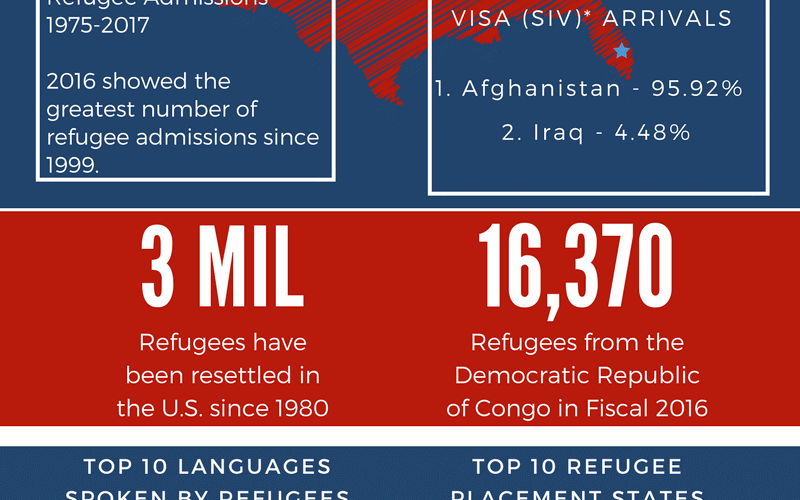 Refugee Admissions
1975-2017
2016 showed the
greatest number of
refugee admissions since
1999.
VISA (SIV)* ARRIVALS
1. Afghanistan - 95.92%
2. Iraq - 4.48%
3 MIL
Refugees have
been resettled in
the U.S. since 1980
16,370
Refugees from the
Democratic Republic
of Congo in Fiscal 2016
TOP 10 LANGUAGES
SPOKEN BY REFUGEES
TOP 10 REFUGEE
PLACEMENT STATES